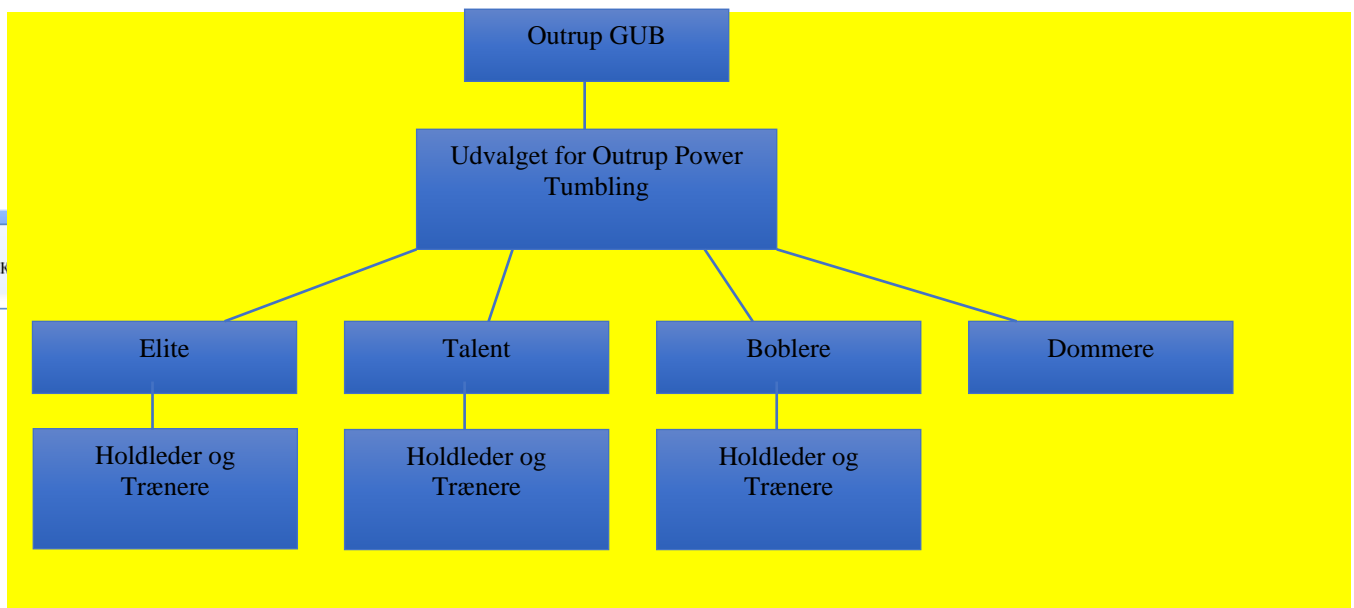 Outrup GUB
Udvalget for Outrup Power
Tumbling
K
Elite
Talent
Boblere
Dommere
Holdleder og
Trænere
Holdleder og
Trænere
Holdleder og
Trænere